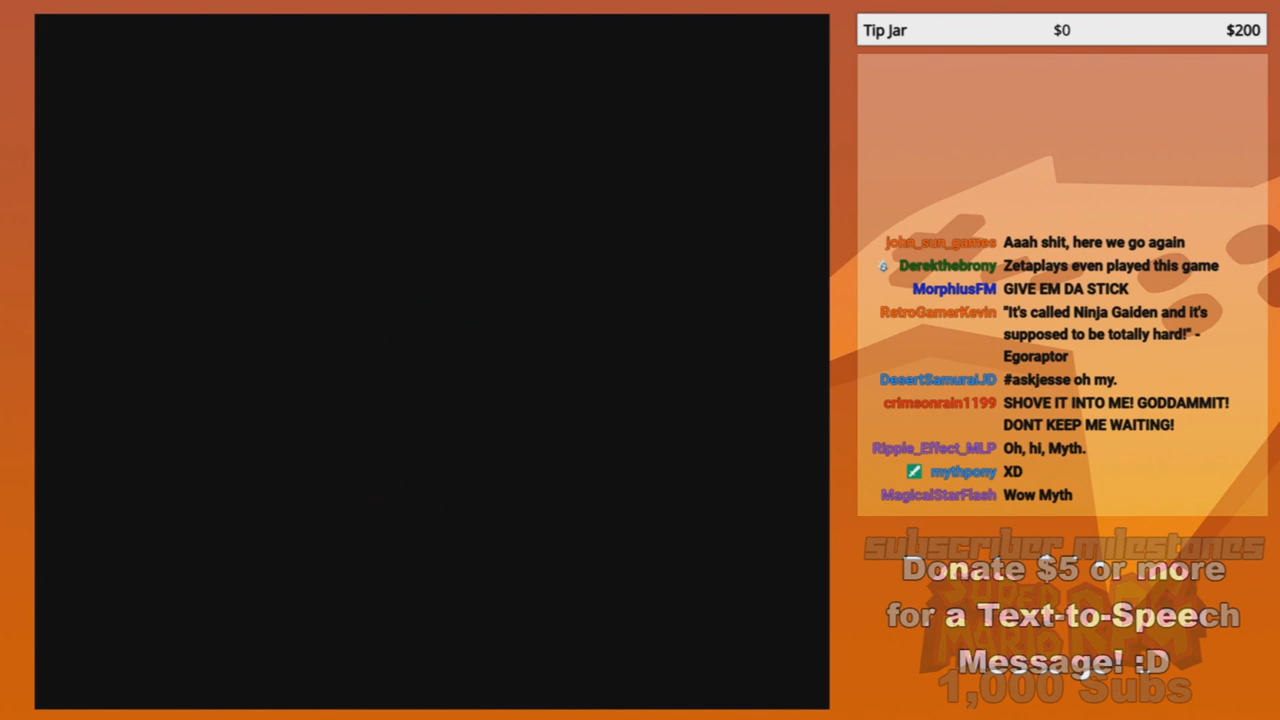 Tip Jar $0 $200
john_sun_games Aaah shit, here we go again
Derekthebrony Zetaplays even played this game
MorphiusFM GIVE EM DA STICK
RetroGamerKevin "It's called Ninja Gaiden and it's
supposed to be totally hard!" -
Egoraptor
DesertSamuraiJD #askjesse oh my.
crimsonrain1199 SHOVE IT INTO ME! GODDAMMIT!
DONT KEEP ME WAITING!
Ripple_Effect_MLP Oh, hi, Myth.
mythpony XD
MagicalStarFlash Wow Myth
subscriber milestones
Donate $5 or more
for a Text-to-Speech
Message! :D
SUPER
MARIO RPG
1,000 Subs